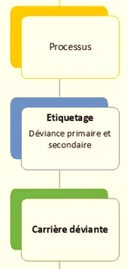 Processus
Etiquetage
Déviance primaire et
secondaire
Carrière déviante